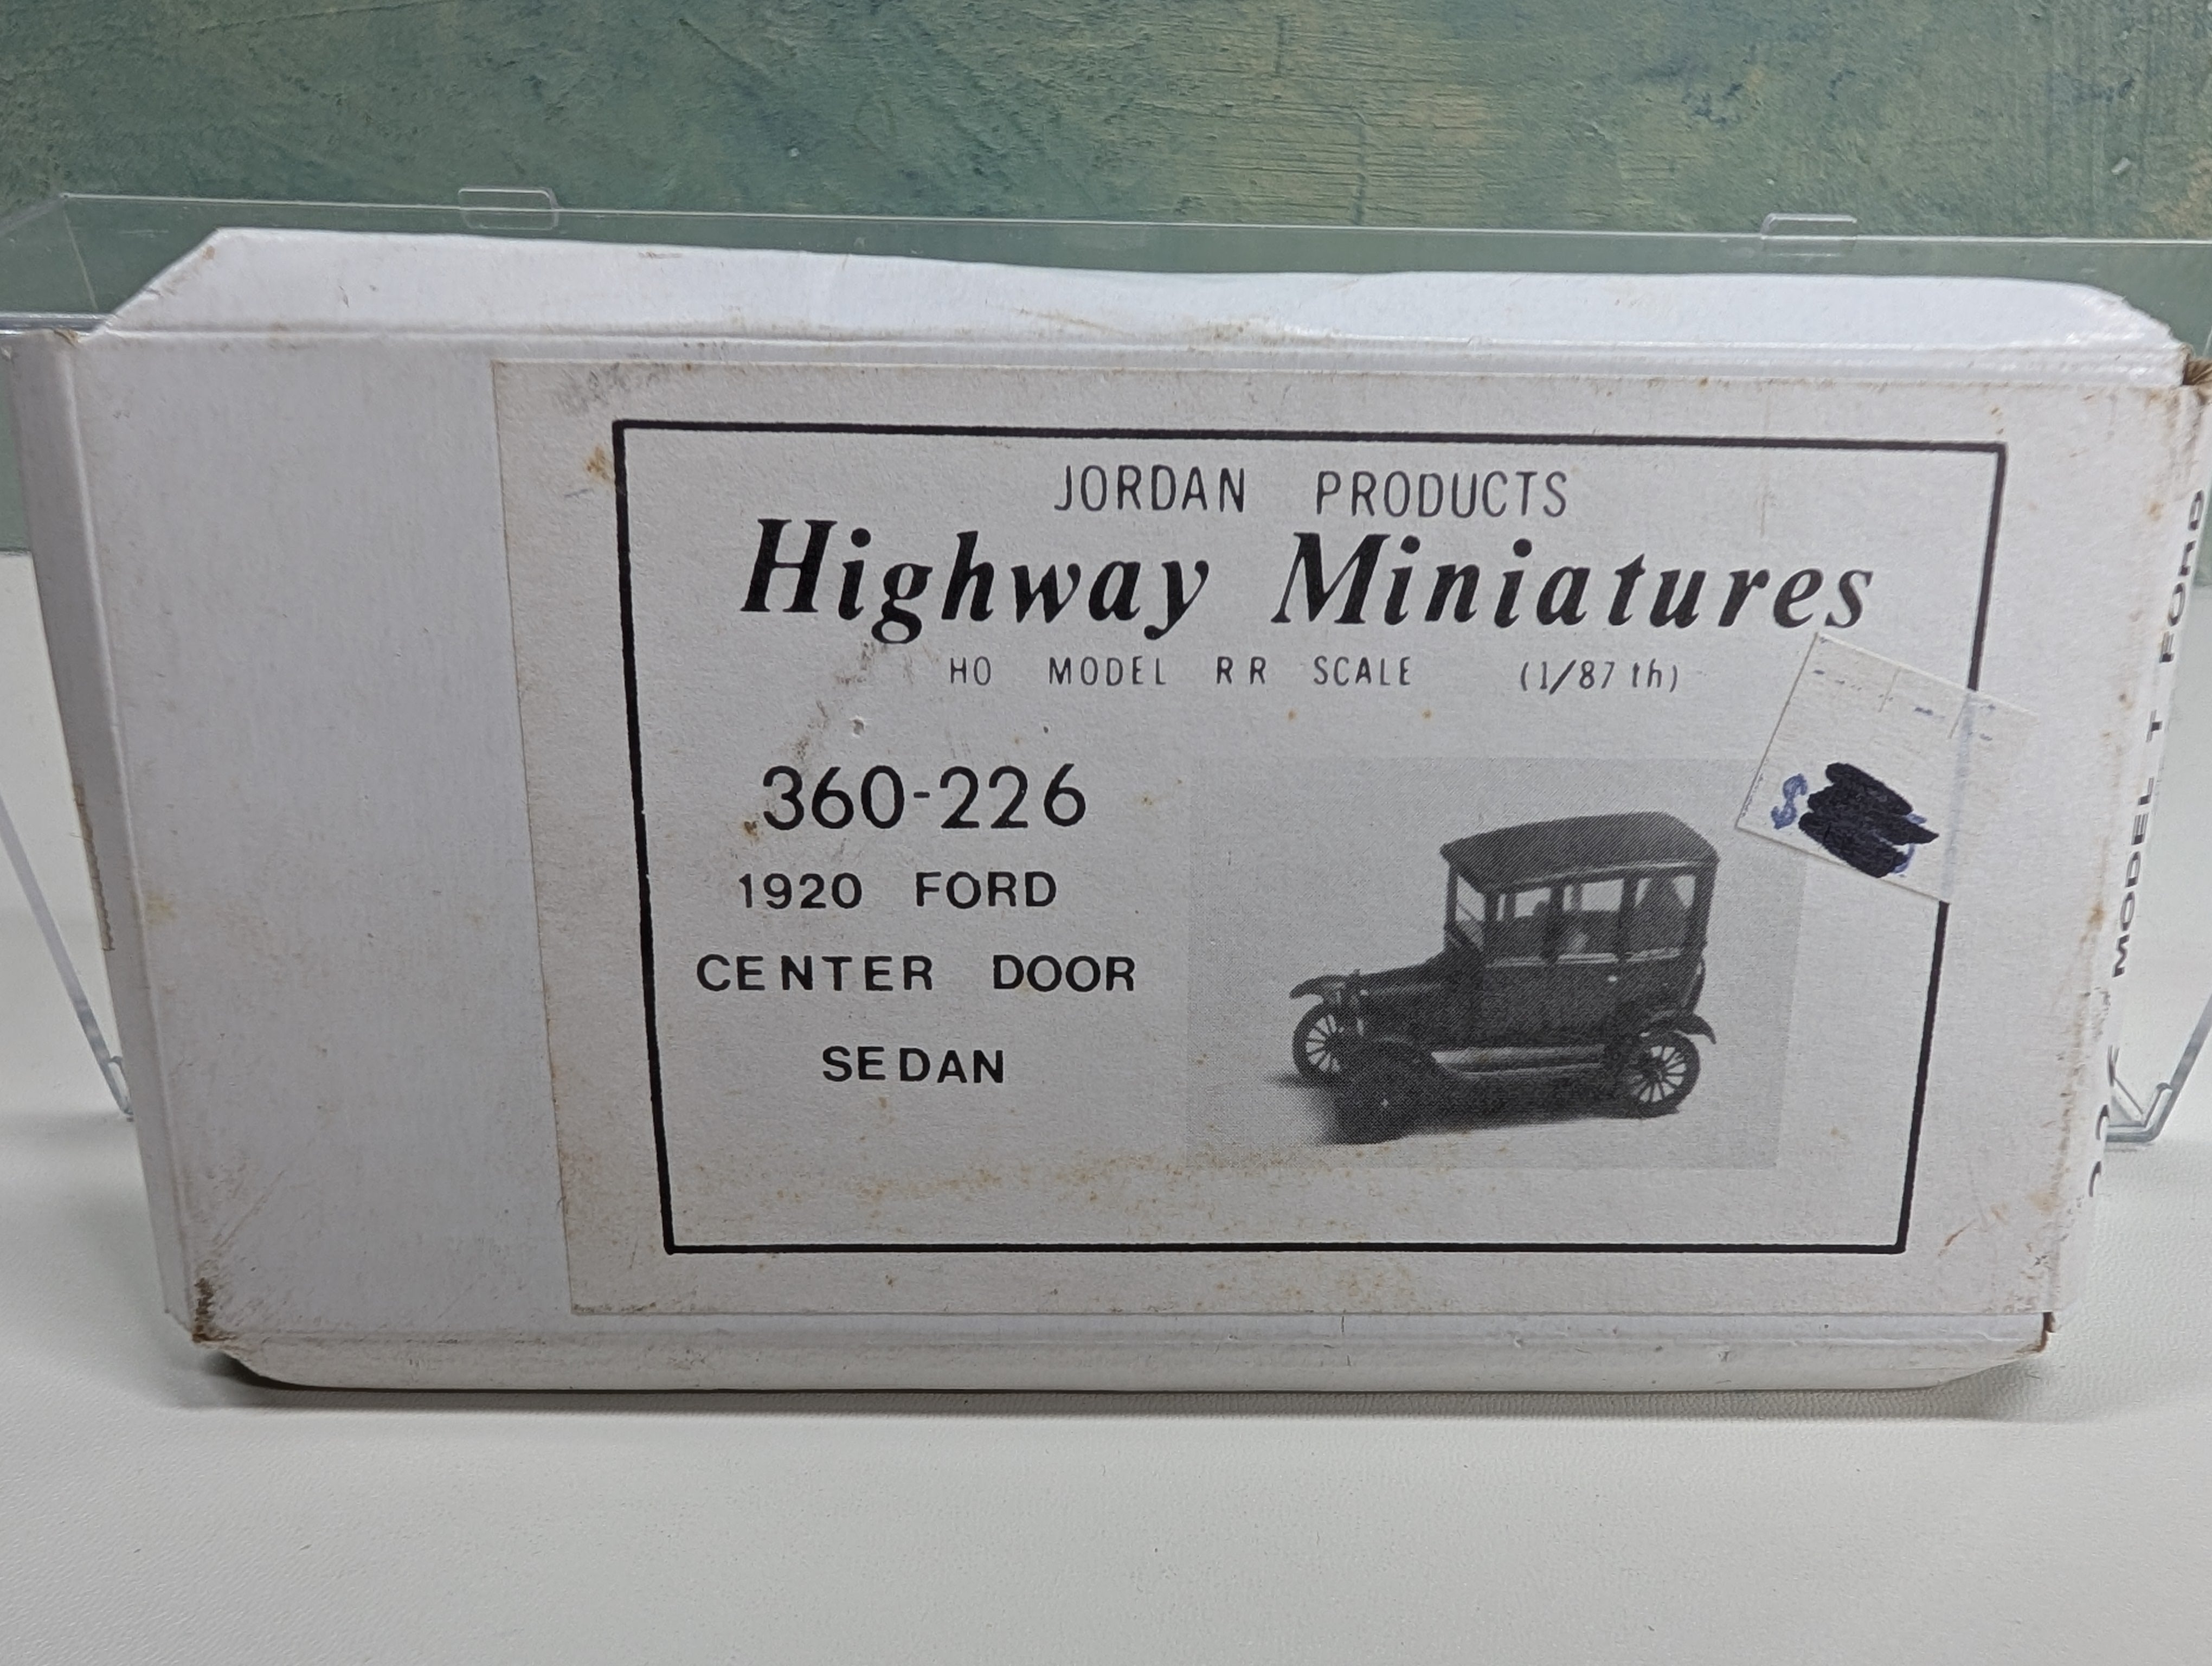 JORDAN PRODUCTS
Highway Miniatures
HO MODEL RR SCALE (1/87 th)
360-226
1920 FORD
CENTER DOOR
SEDAN
$
MODEL T FORD